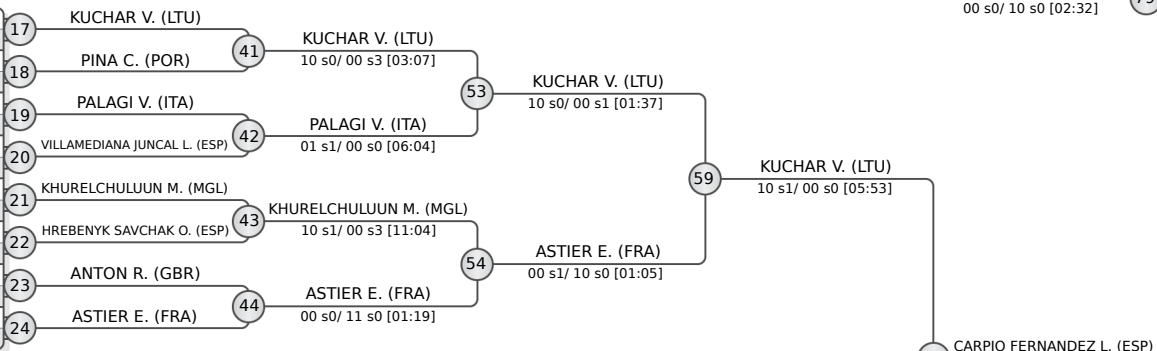 00 s0/ 10 s0 [02:32]
17
KUCHAR V. (LTU)
18
PINA C. (POR)
41
KUCHAR V. (LTU)
10 s0/ 00 s3 [03:07]
19
PALAGI V. (ITA)
20
VILLAMEDIANA JUNCAL L. (ESP)
42
PALAGI V. (ITA)
01 s1/ 00 s0 [06:04]
53
KUCHAR V. (LTU)
10 s0/ 00 s1 [01:37]
21
KHURELCHULUUN M. (MGL)
22
HREBENYK SAVCHAK O. (ESP)
43
KHURELCHULUUN M. (MGL)
10 s1/ 00 s3 [11:04]
23
ANTON R. (GBR)
24
ASTIER E. (FRA)
44
ASTIER E. (FRA)
00 s0/ 11 s0 [01:19]
54
ASTIER E. (FRA)
00 s1/ 10 s0 [01:05]
59
KUCHAR V. (LTU)
10 s1/ 00 s0 [05:53]
CARPIO FERNANDEZ L. (ESP)